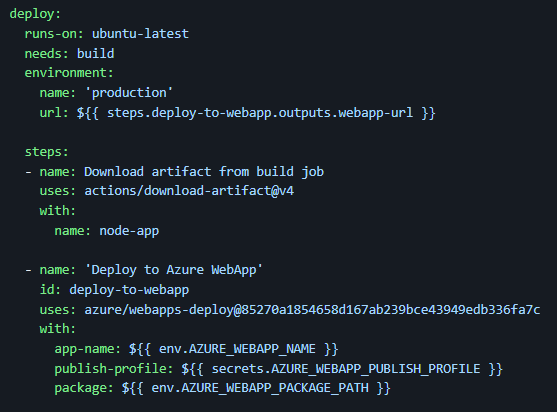 deploy:
  runs-on: ubuntu-latest
  needs: build
  environment:
    name: 'production'
    url: ${{ steps.deploy-to-webapp.outputs.webapp-url }}

  steps:
  - name: Download artifact from build job
    uses: actions/download-artifact@v4
    with:
      name: node-app

  - name: 'Deploy to Azure WebApp'
    id: deploy-to-webapp
    uses: azure/webapps-deploy@85270a1854658d167ab239bce43949edb336fa7c
    with:
      app-name: ${{ env.AZURE_WEBAPP_NAME }}
      publish-profile: ${{ secrets.AZURE_WEBAPP_PUBLISH_PROFILE }}
      package: ${{ env.AZURE_WEBAPP_PACKAGE_PATH }}